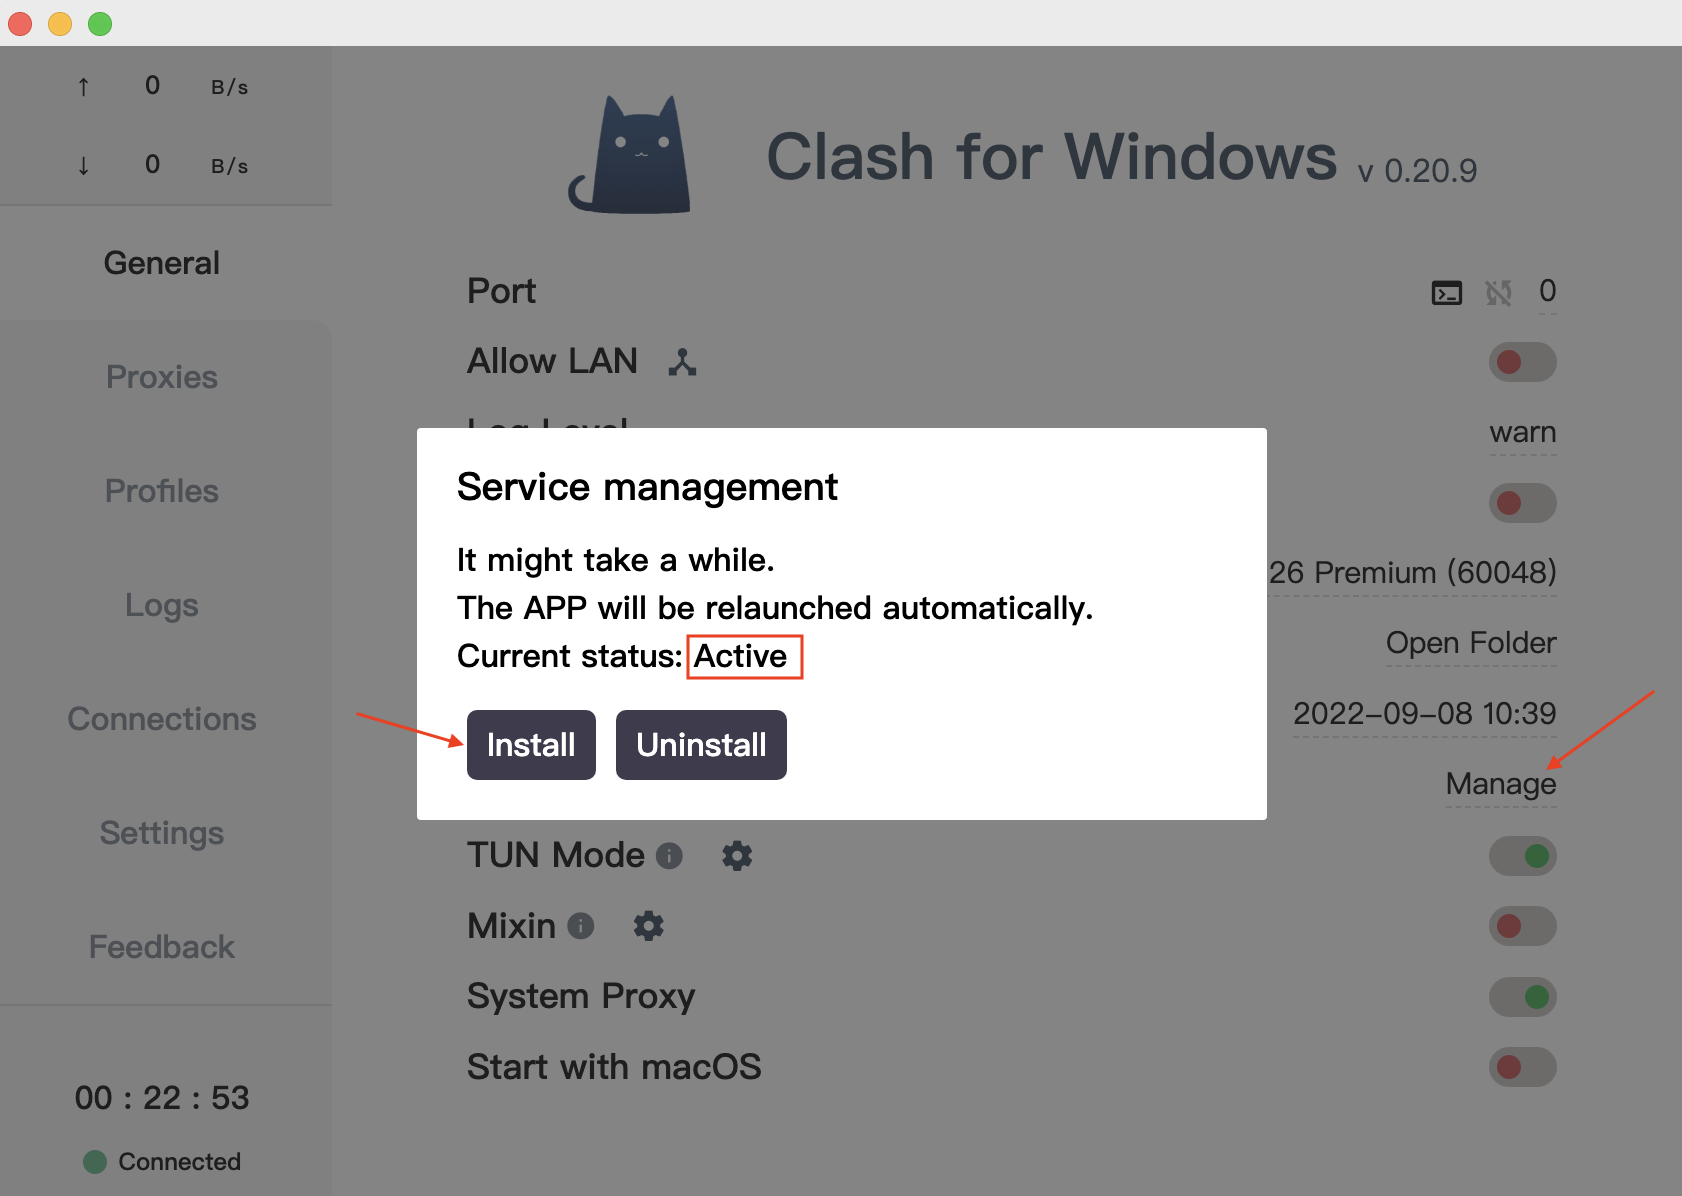 ↑ 0 B/s
↓ 0 B/s
General
Proxies
Profiles
Logs
Connections
Settings
Feedback
00 : 22 : 53
Connected
Clash for Windows v 0.20.9
Port 0
Allow LAN
Log Level warn
26 Premium (60048)
Open Folder
2022-09-08 10:39
Manage
Service management
It might take a while.
The APP will be relaunched automatically.
Current status: Active
Install Uninstall
TUN Mode
Mixin
System Proxy
Start with macOS